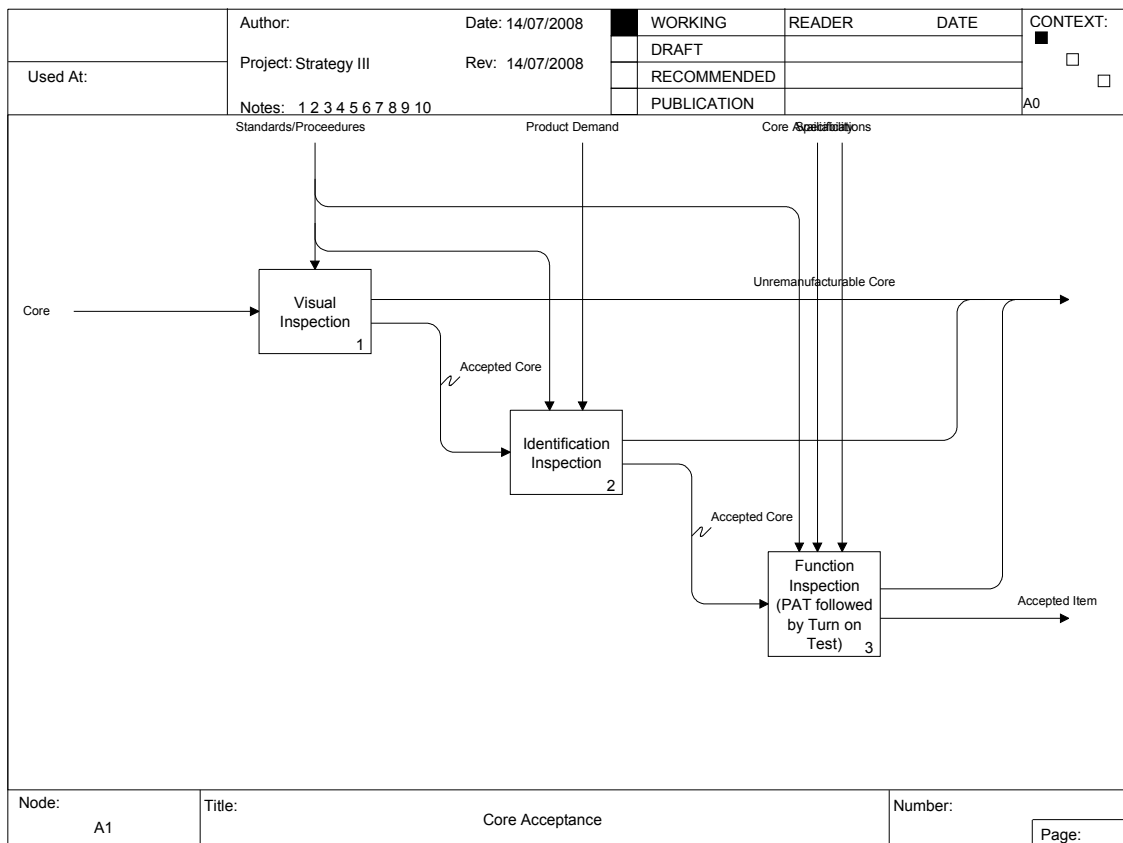 Used At:
Author:
Date: 14/07/2008
Project: Strategy III
Rev: 14/07/2008
Notes: 1 2 3 4 5 6 7 8 9 10
WORKING
DRAFT
RECOMMENDED
PUBLICATION
READER
DATE
CONTEXT:
A0
Standards/Proceedures
Product Demand
Core Availability
Specifications
Core
Visual
Inspection
1
Unremanufacturable Core
Accepted Core
Identification
Inspection
2
Accepted Core
Function
Inspection
(PAT followed
by Turn on
Test)
3
Accepted Item
Node:
A1
Title:
Core Acceptance
Number:
Page: